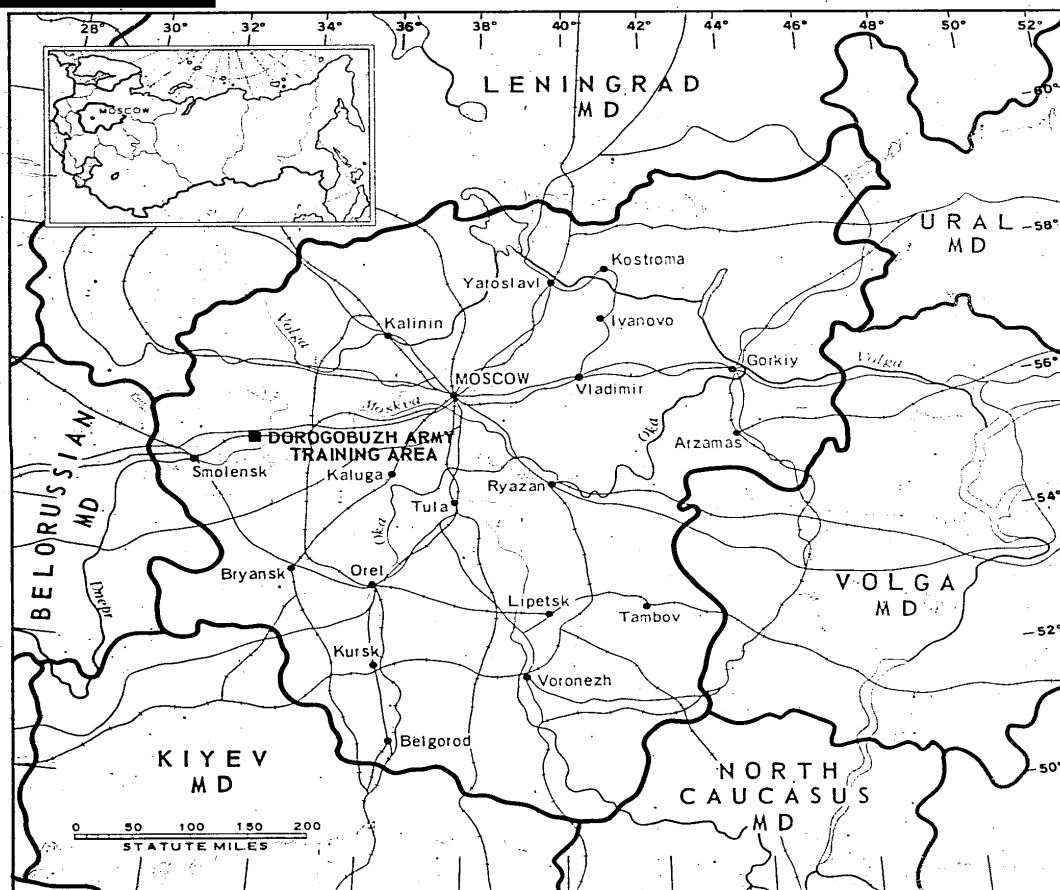 28° 30° 32° 34° 36° 38° 40° 42° 44° 46° 48° 50° 52°
MOSCOW
LENINGRAD
MD
60°
URAL
MD
58°
Kostroma
Yaroslavl
Ivanovo
Volga
Kalinin
Gorkiy
Volga
56°
MOSCOW
Vladimir
Moskva
Oka
Arzamas
DOROGOBUZH ARMY
TRAINING AREA
Smolensk
Kaluga
Ryazan
54°
BELORUSSIAN
MD
Tula
Oka
Dnepr
Bryansk
Orel
Lipetsk
Tambov
VOLGA
MD
52°
Kursk
Voronezh
Belgorod
KIYEV
MD
NORTH
CAUCASUS
MD
50°
0 50 100 150 200
STATUTE MILES